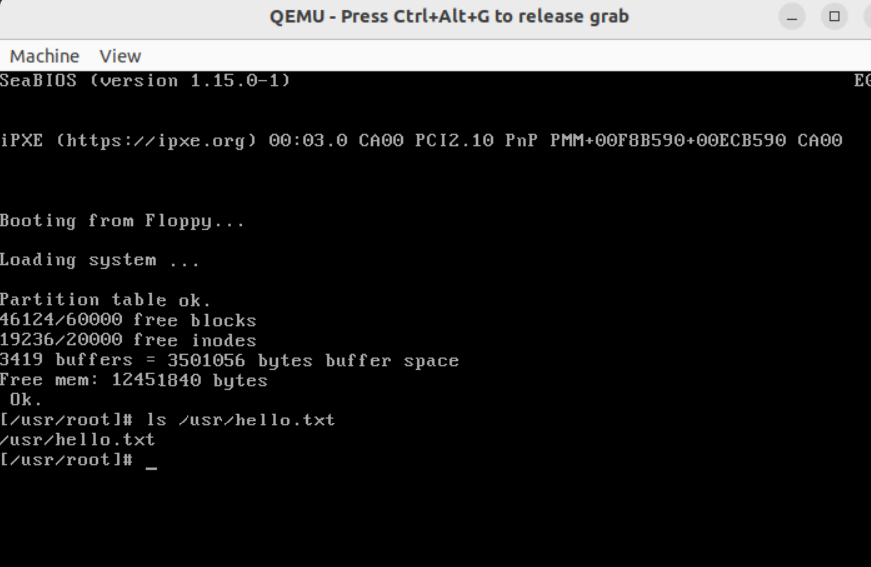 QEMU - Press Ctrl+Alt+G to release grab
Machine View
SeaBIOS (version 1.15.0-1)
iPXE (https://ipxe.org) 00:03.0 CA00 PCI2.10 PnP PMM+00F8B590+00ECB590 CA00
Booting from Floppy...
Loading system ...
Partition table ok.
46124/60000 free blocks
19236/20000 free inodes
3419 buffers = 3501056 bytes buffer space
Free mem: 12451840 bytes
Ok.
[/usr/root]# ls /usr/hello.txt
/usr/hello.txt
[/usr/root]# _